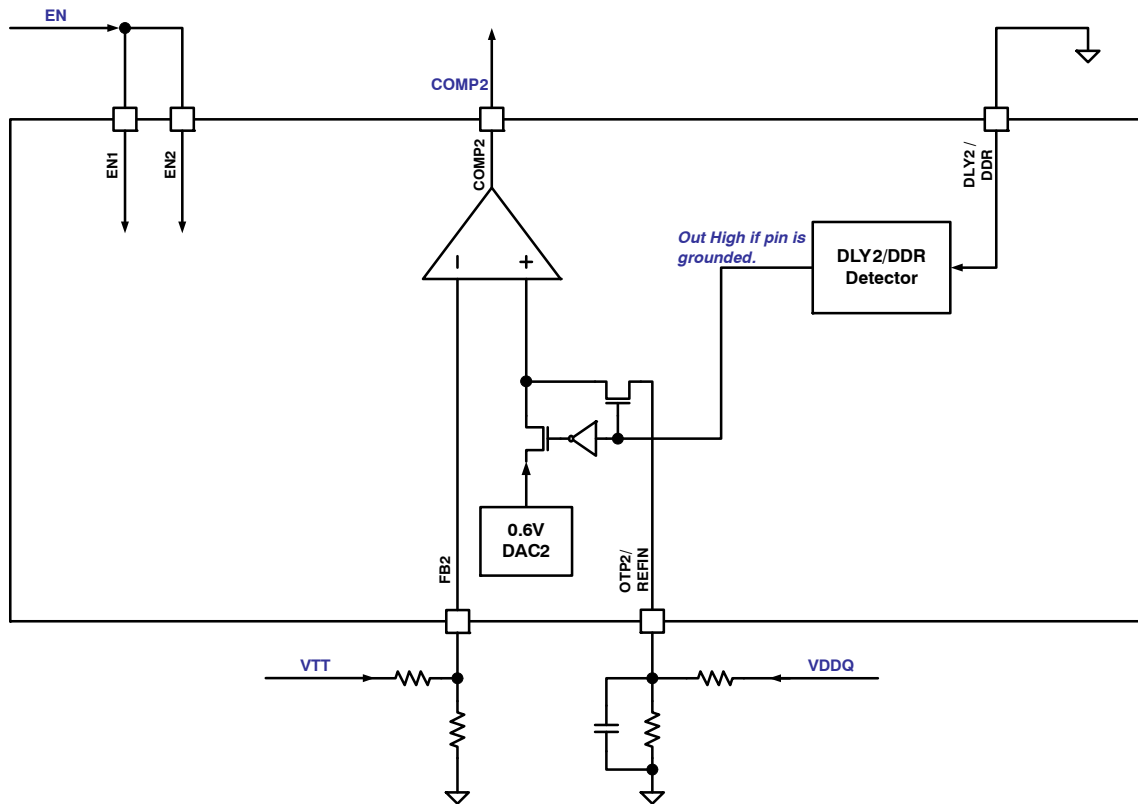 EN
COMP2
EN1
EN2
COMP2
DLY2 /
DDR
Out High if pin is
grounded.
DLY2/DDR
Detector
0.6V
DAC2
FB2
OTP2/
REFIN
VTT
VDDQ